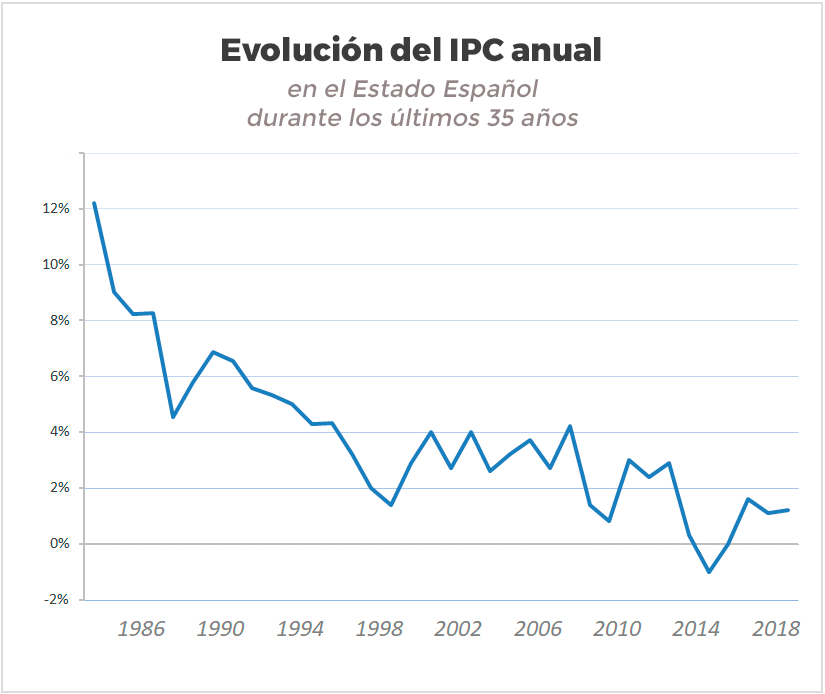 Evolución del IPC anual
en el Estado Español
durante los últimos 35 años
12%
10%
8%
6%
4%
2%
0%
-2%
1986 1990 1994 1998 2002 2006 2010 2014 2018